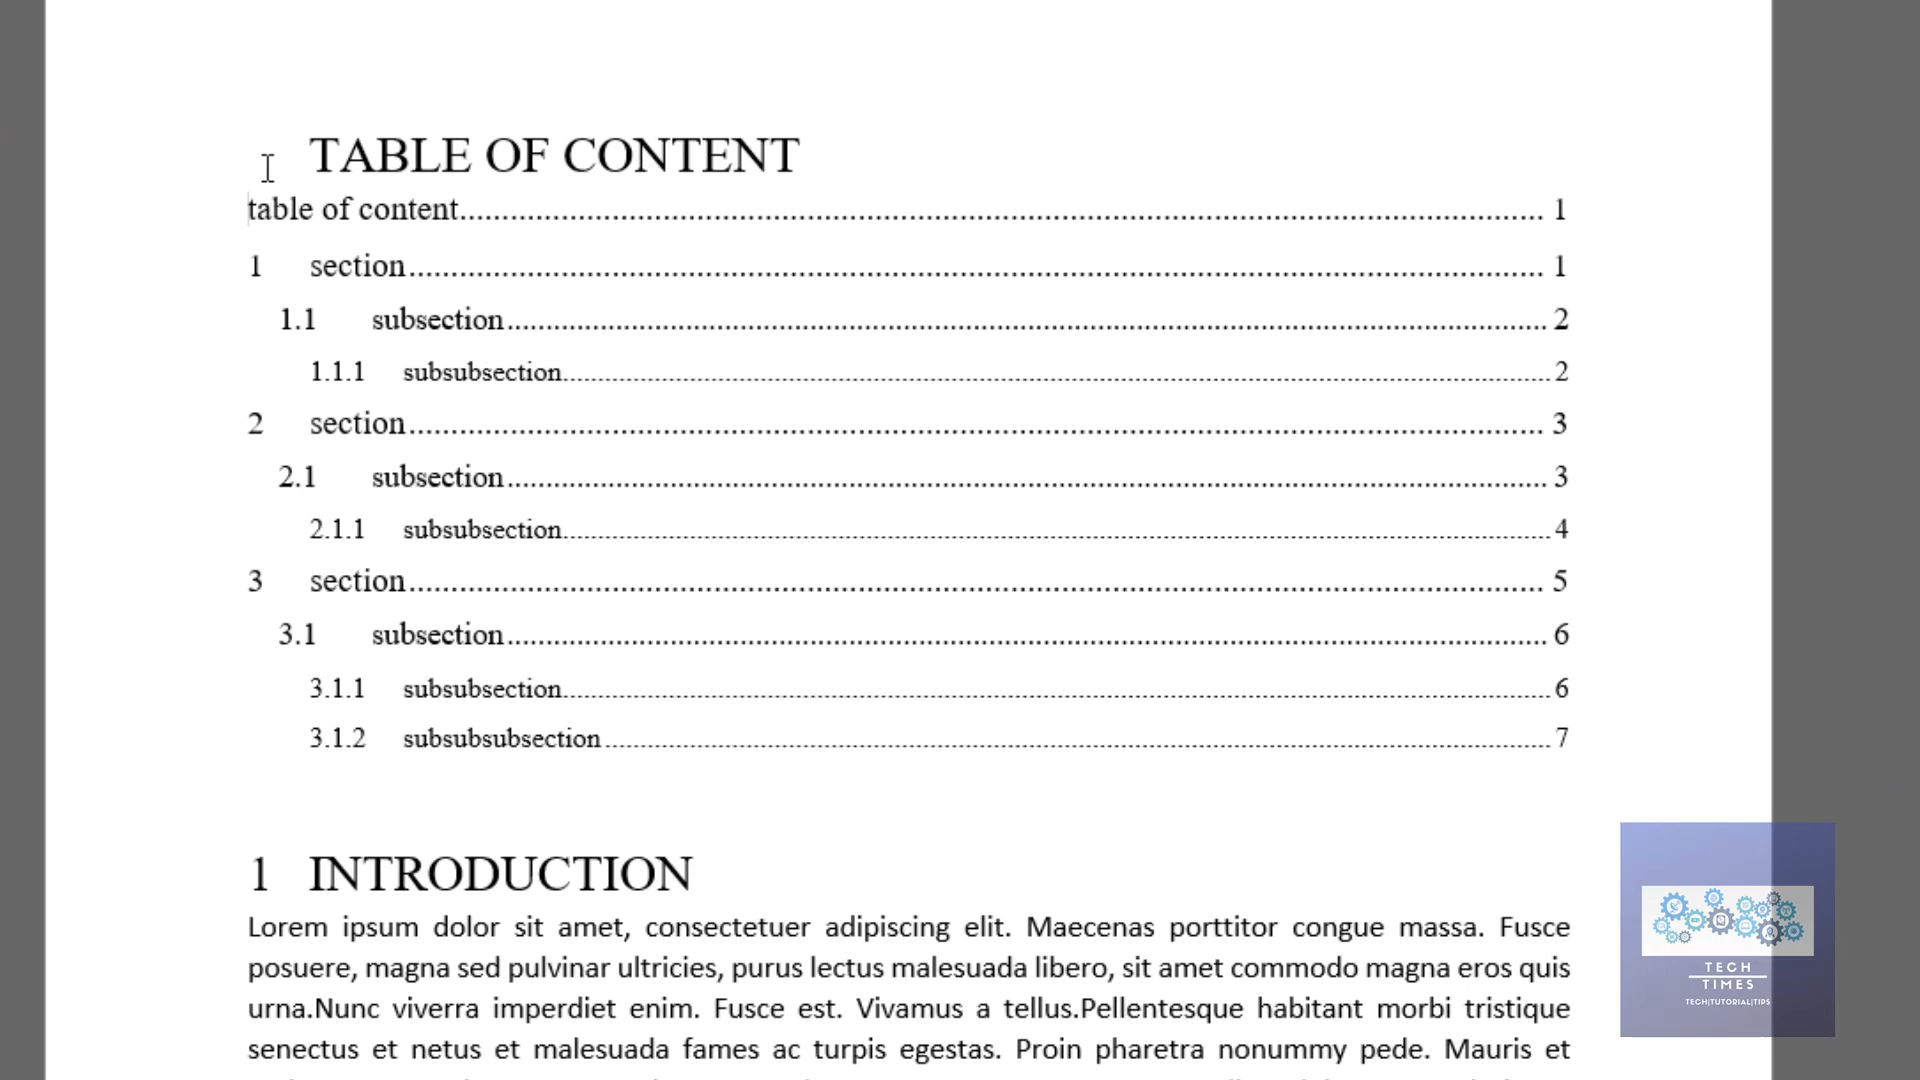 TABLE OF CONTENT
table of content........................................ 1
1 section........................................ 1
1.1 subsection........................................ 2
1.1.1 subsubsection........................................ 2
2 section........................................ 3
2.1 subsection........................................ 3
2.1.1 subsubsection........................................ 4
3 section........................................ 5
3.1 subsection........................................ 6
3.1.1 subsubsection........................................ 6
3.1.2 subsubsubsection........................................ 7
1 INTRODUCTION
Lorem ipsum dolor sit amet, consectetuer adipiscing elit. Maecenas porttitor congue massa. Fusce
posuere, magna sed pulvinar ultricies, purus lectus malesuada libero, sit amet commodo magna eros quis
urna.Nunc viverra imperdiet enim. Fusce est. Vivamus a tellus.Pellentesque habitant morbi tristique
senectus et netus et malesuada fames ac turpis egestas. Proin pharetra nonummy pede. Mauris et
TECH
TIMES
TECH|TUTORIAL|TIPS